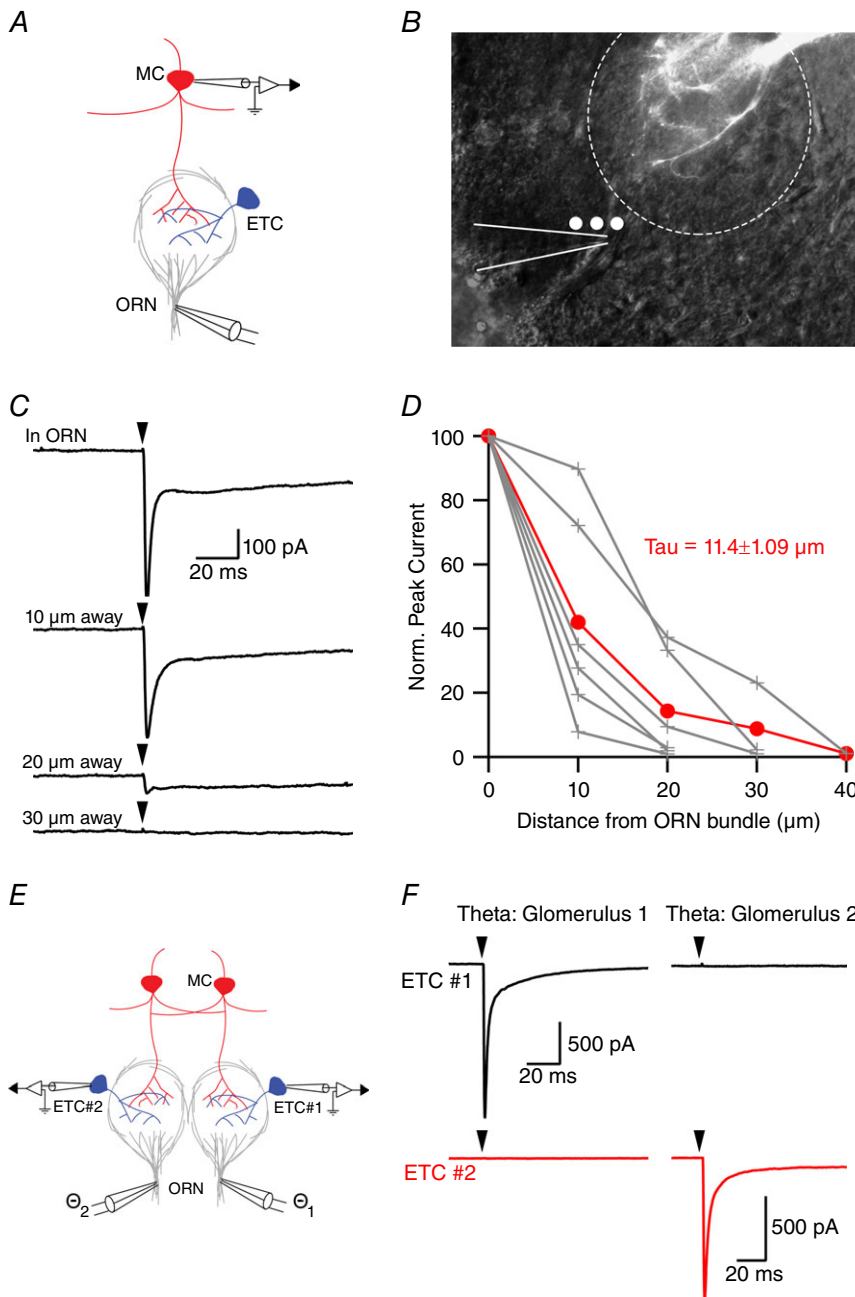 A
MC
ETC
ORN
B
C
In ORN
100 pA
20 ms
10 µm away
20 µm away
30 µm away
D
Norm. Peak Current
100
80
60
40
20
0
Tau = 11.4±1.09 µm
0 10 20 30 40
Distance from ORN bundle (µm)
E
MC
ETC#2 ETC#1
ORN
Θ2 Θ1
F
Theta: Glomerulus 1 Theta: Glomerulus 2
ETC #1
500 pA
20 ms
ETC #2
500 pA
20 ms